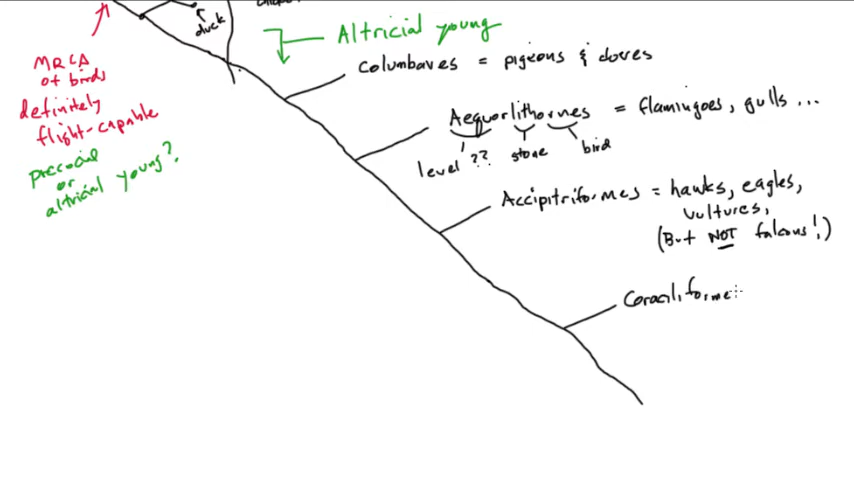 duck
Altricial young
Columbaves = pigeons & doves
MRCA
of birds
definitely
flight-capable
precocial
or
altricial young?
Aequorlithornes = flamingoes, gulls ...
level ?? stone bird
Accipitriformes = hawks, eagles,
vultures,
(But NOT falcons!,)
Coraciiforme